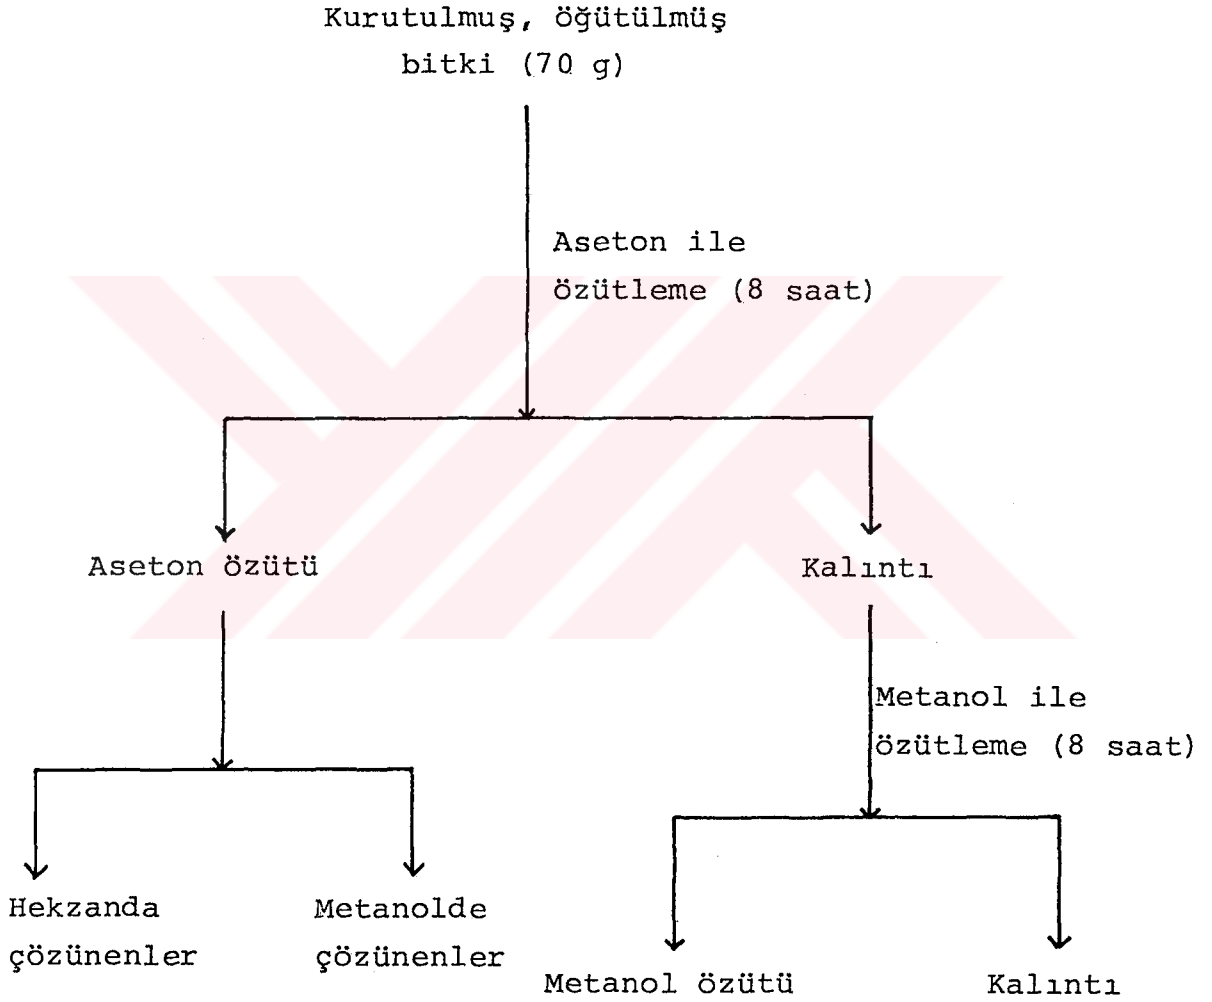 Kurutulmuş, öğütülmüş
bitki (70 g)
Aseton ile
özütleme (8 saat)
Aseton özütü
Kalıntı
Metanol ile
özütleme (8 saat)
Hekzanda
çözünenler
Metanolde
çözünenler
Metanol özütü
Kalıntı